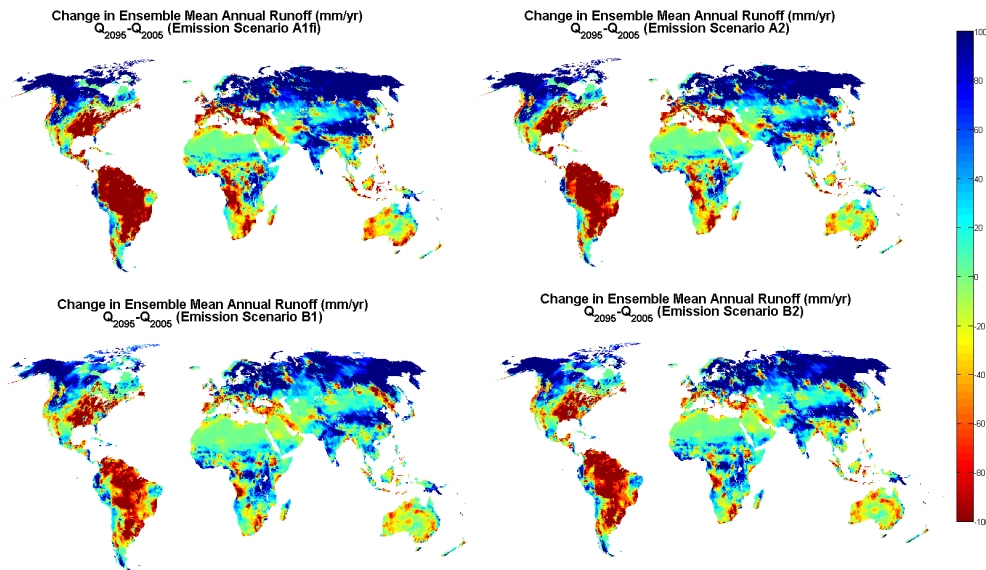 Change in Ensemble Mean Annual Runoff (mm/yr)
Q2095-Q2005 (Emission Scenario A1fi)
Change in Ensemble Mean Annual Runoff (mm/yr)
Q2095-Q2005 (Emission Scenario A2)
100
80
60
40
20
0
-20
-40
-60
-80
-100
Change in Ensemble Mean Annual Runoff (mm/yr)
Q2095-Q2005 (Emission Scenario B1)
Change in Ensemble Mean Annual Runoff (mm/yr)
Q2095-Q2005 (Emission Scenario B2)